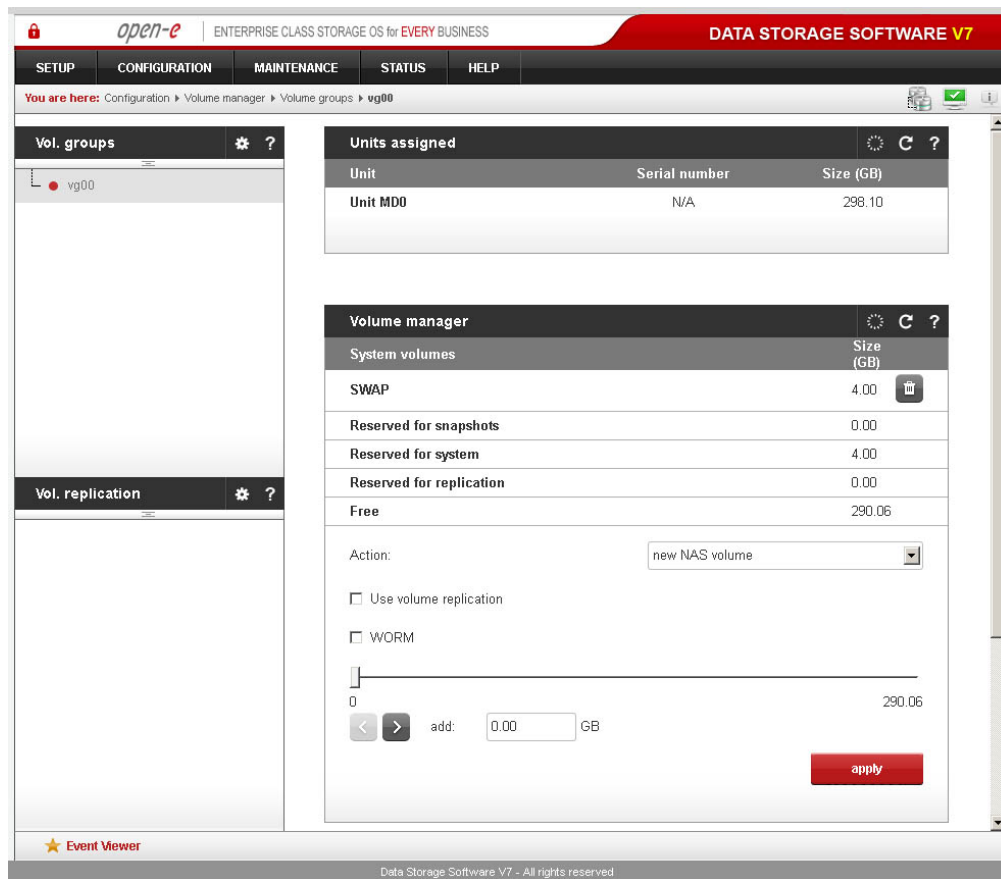 open-e ENTERPRISE CLASS STORAGE OS for EVERY BUSINESS DATA STORAGE SOFTWARE V7
SETUP CONFIGURATION MAINTENANCE STATUS HELP
You are here: Configuration ▸ Volume manager ▸ Volume groups ▸ vg00
Vol. groups ?
vg00
Vol. replication ?
Units assigned ?
Unit Serial number Size (GB)
Unit MD0 N/A 298.10
Volume manager ?
System volumes Size (GB)
SWAP 4.00
Reserved for snapshots 0.00
Reserved for system 4.00
Reserved for replication 0.00
Free 290.06
Action: new NAS volume
Use volume replication
WORM
0 290.06
add: 0.00 GB
apply
Event Viewer
Data Storage Software V7 - All rights reserved